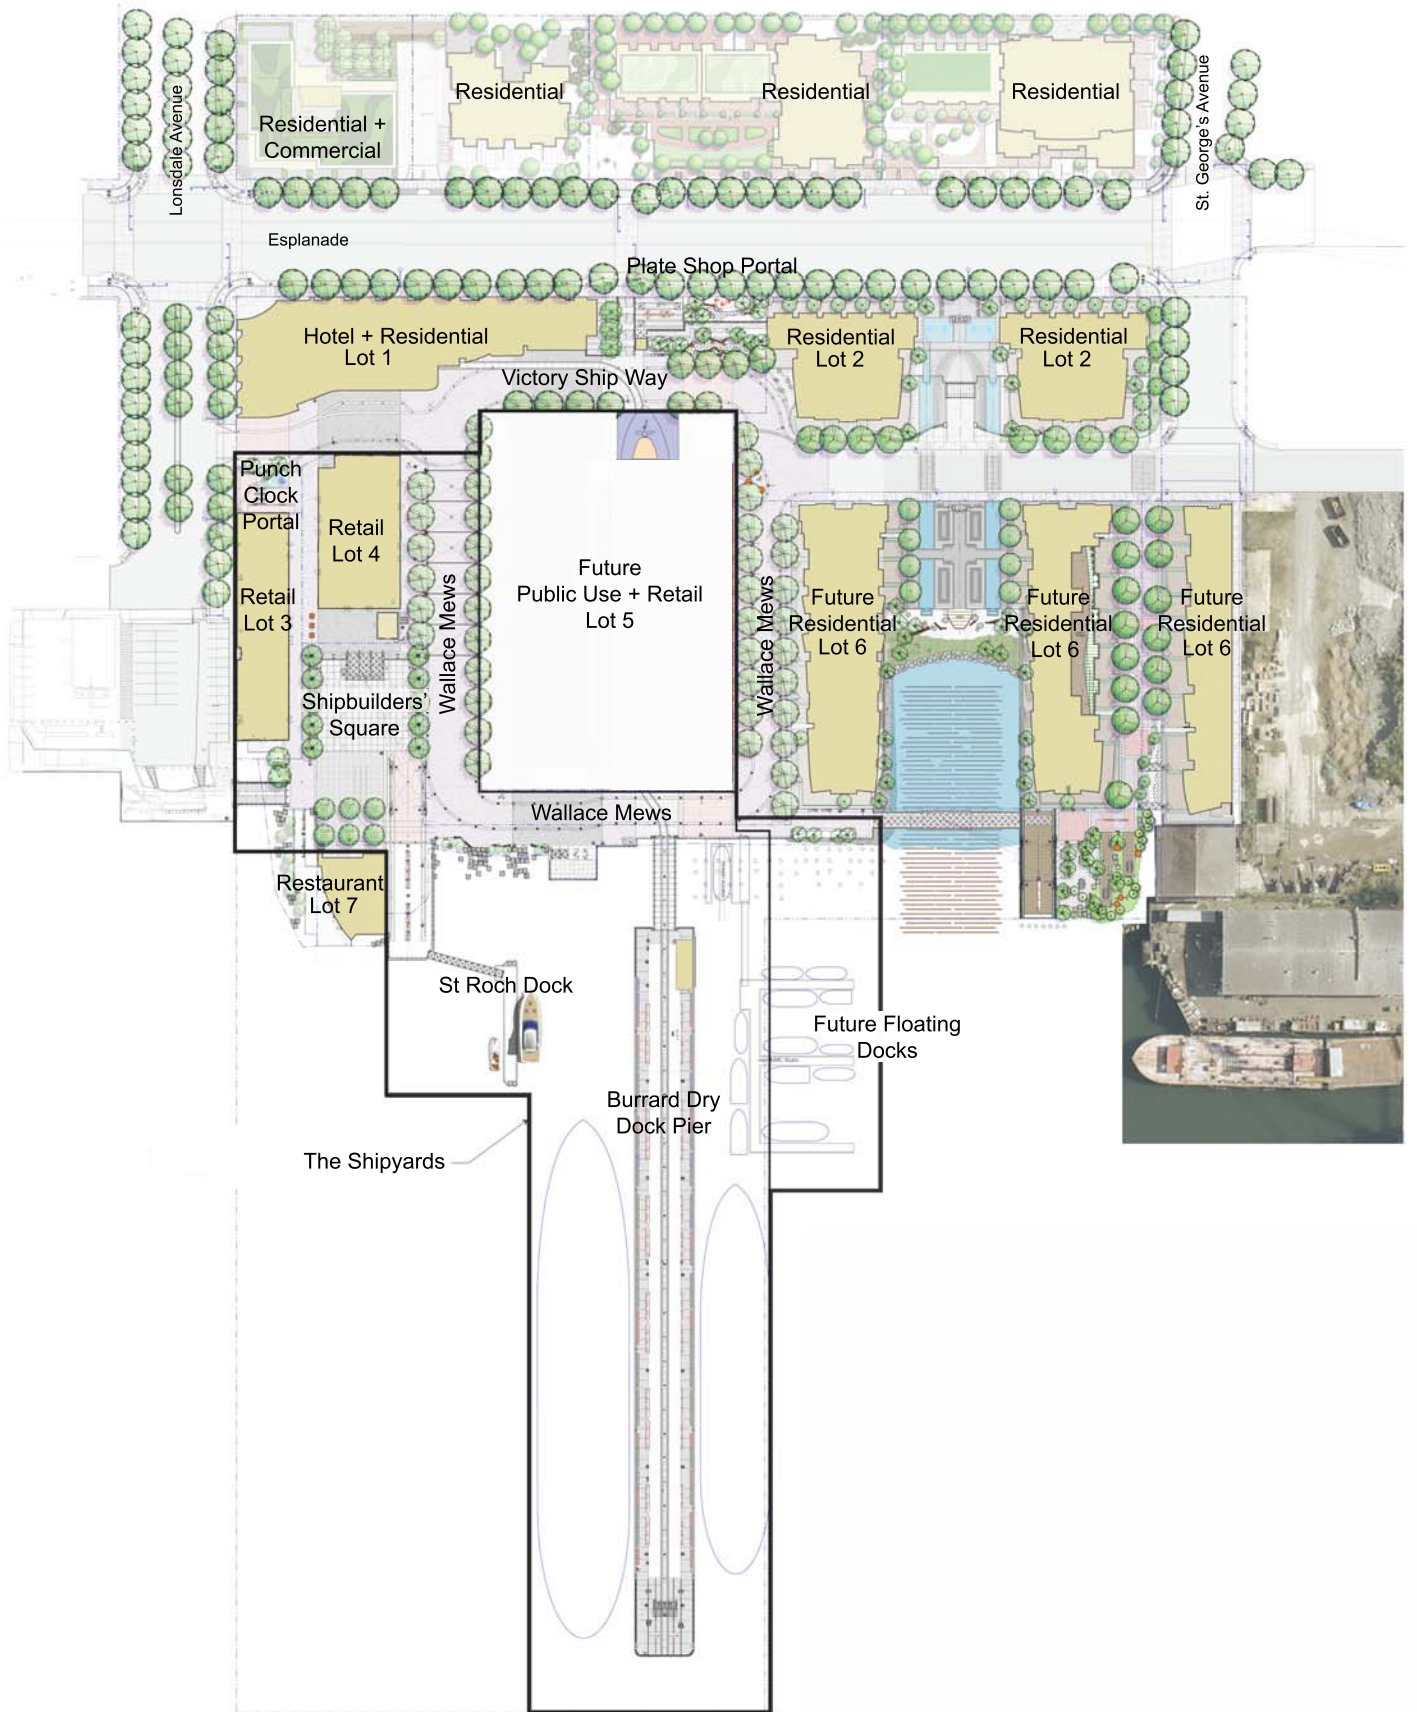 Lonsdale Avenue
Residential +
Commercial
Residential
Residential
Residential
St. George's Avenue
Esplanade
Plate Shop Portal
Hotel + Residential
Lot 1
Residential
Lot 2
Residential
Lot 2
Victory Ship Way
Punch
Clock
Portal
Retail
Lot 4
Retail
Lot 3
Wallace Mews
Future
Public Use + Retail
Lot 5
Wallace Mews
Future
Residential
Lot 6
Future
Residential
Lot 6
Future
Residential
Lot 6
Shipbuilders'
Square
Wallace Mews
Restaurant
Lot 7
St Roch Dock
Future Floating
Docks
Burrard Dry
Dock Pier
The Shipyards